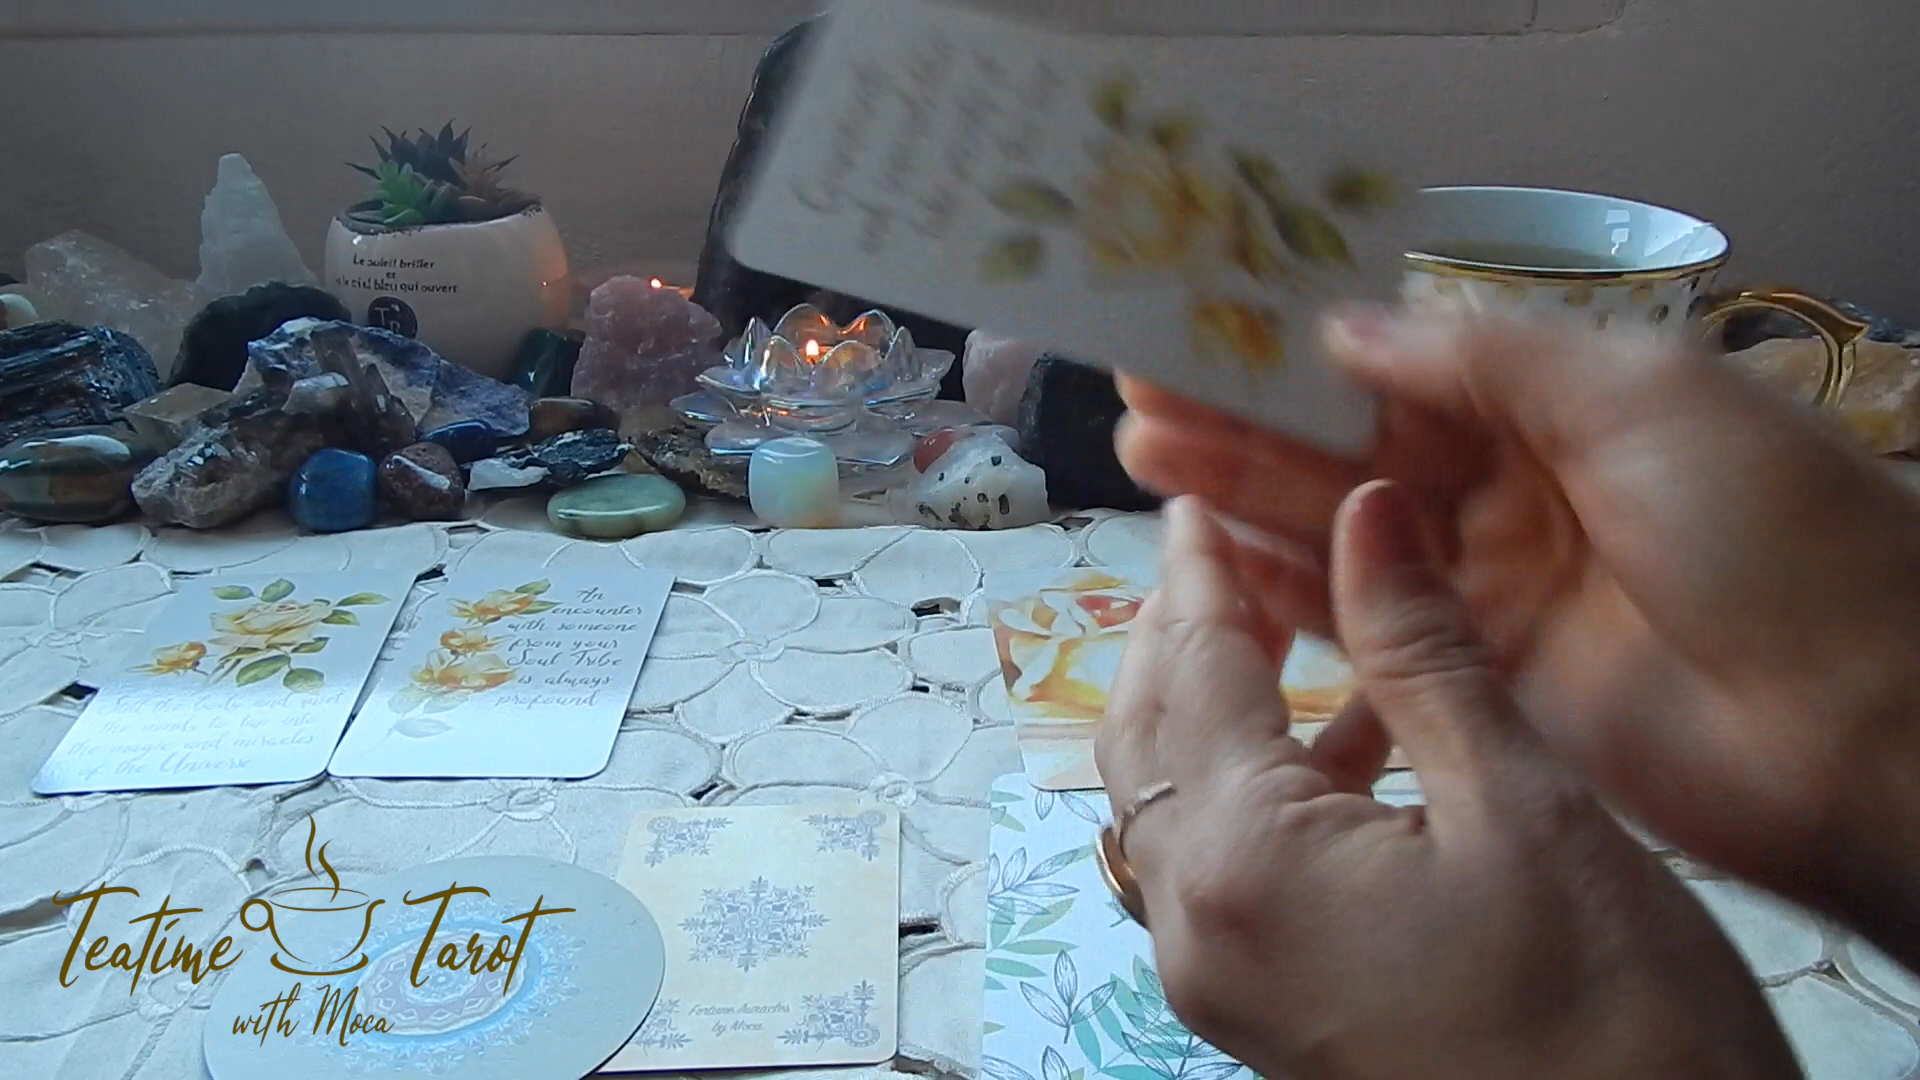 Le soleil briller
et
le ciel bleu qui ouvert
An
encounter
with someone
from your
Soul Tribe
is always
profound
Still the body and quiet
the mind, to tap into
the magic and miracles
of the Universe
Teatime Tarot
with Moca
Fortune Auracles
by Moca